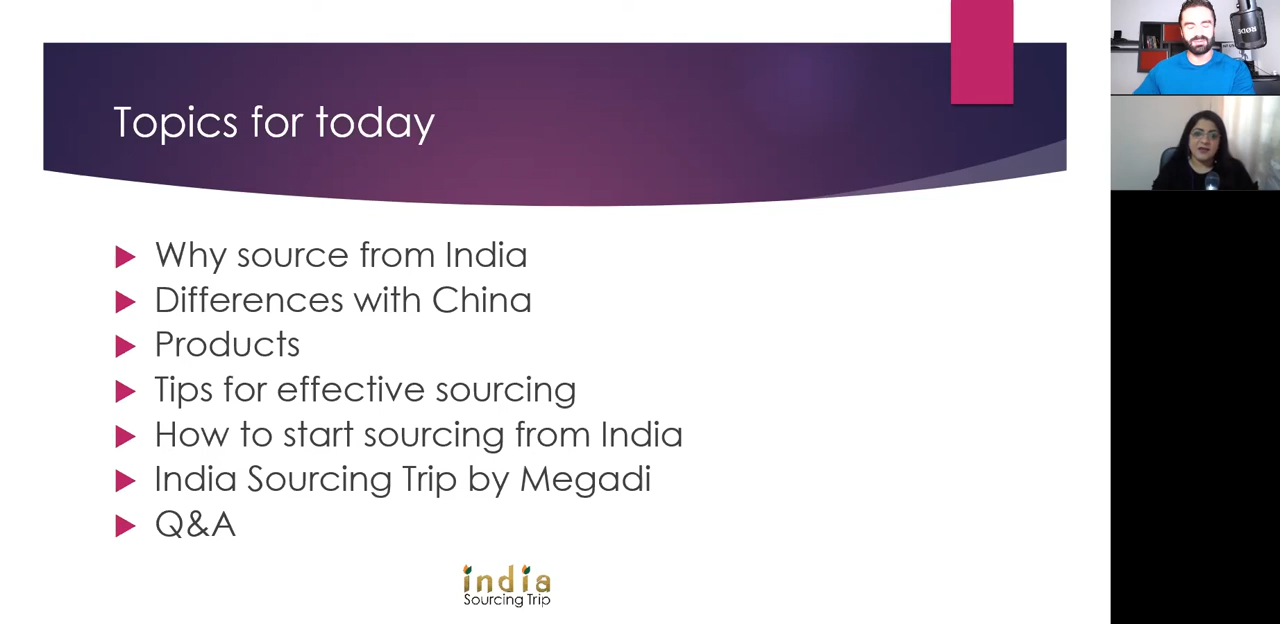 Topics for today
Why source from India
Differences with China
Products
Tips for effective sourcing
How to start sourcing from India
India Sourcing Trip by Megadi
Q&A
india
Sourcing Trip
RØDE